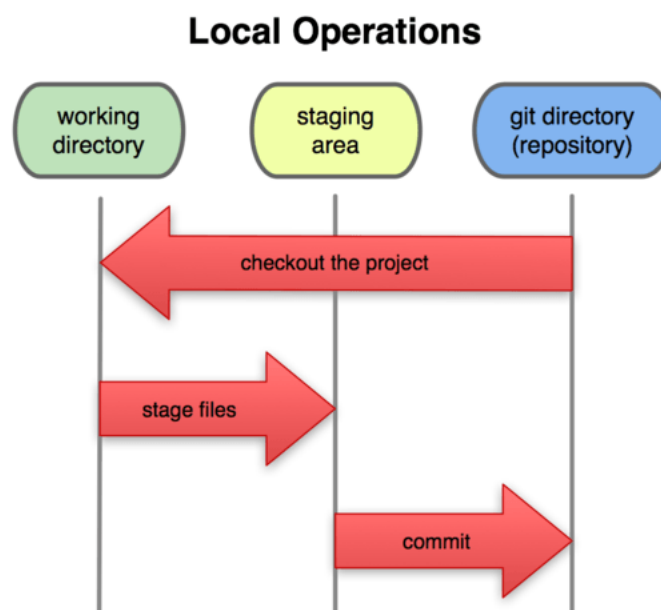 Local Operations
working
directory
staging
area
git directory
(repository)
checkout the project
stage files
commit